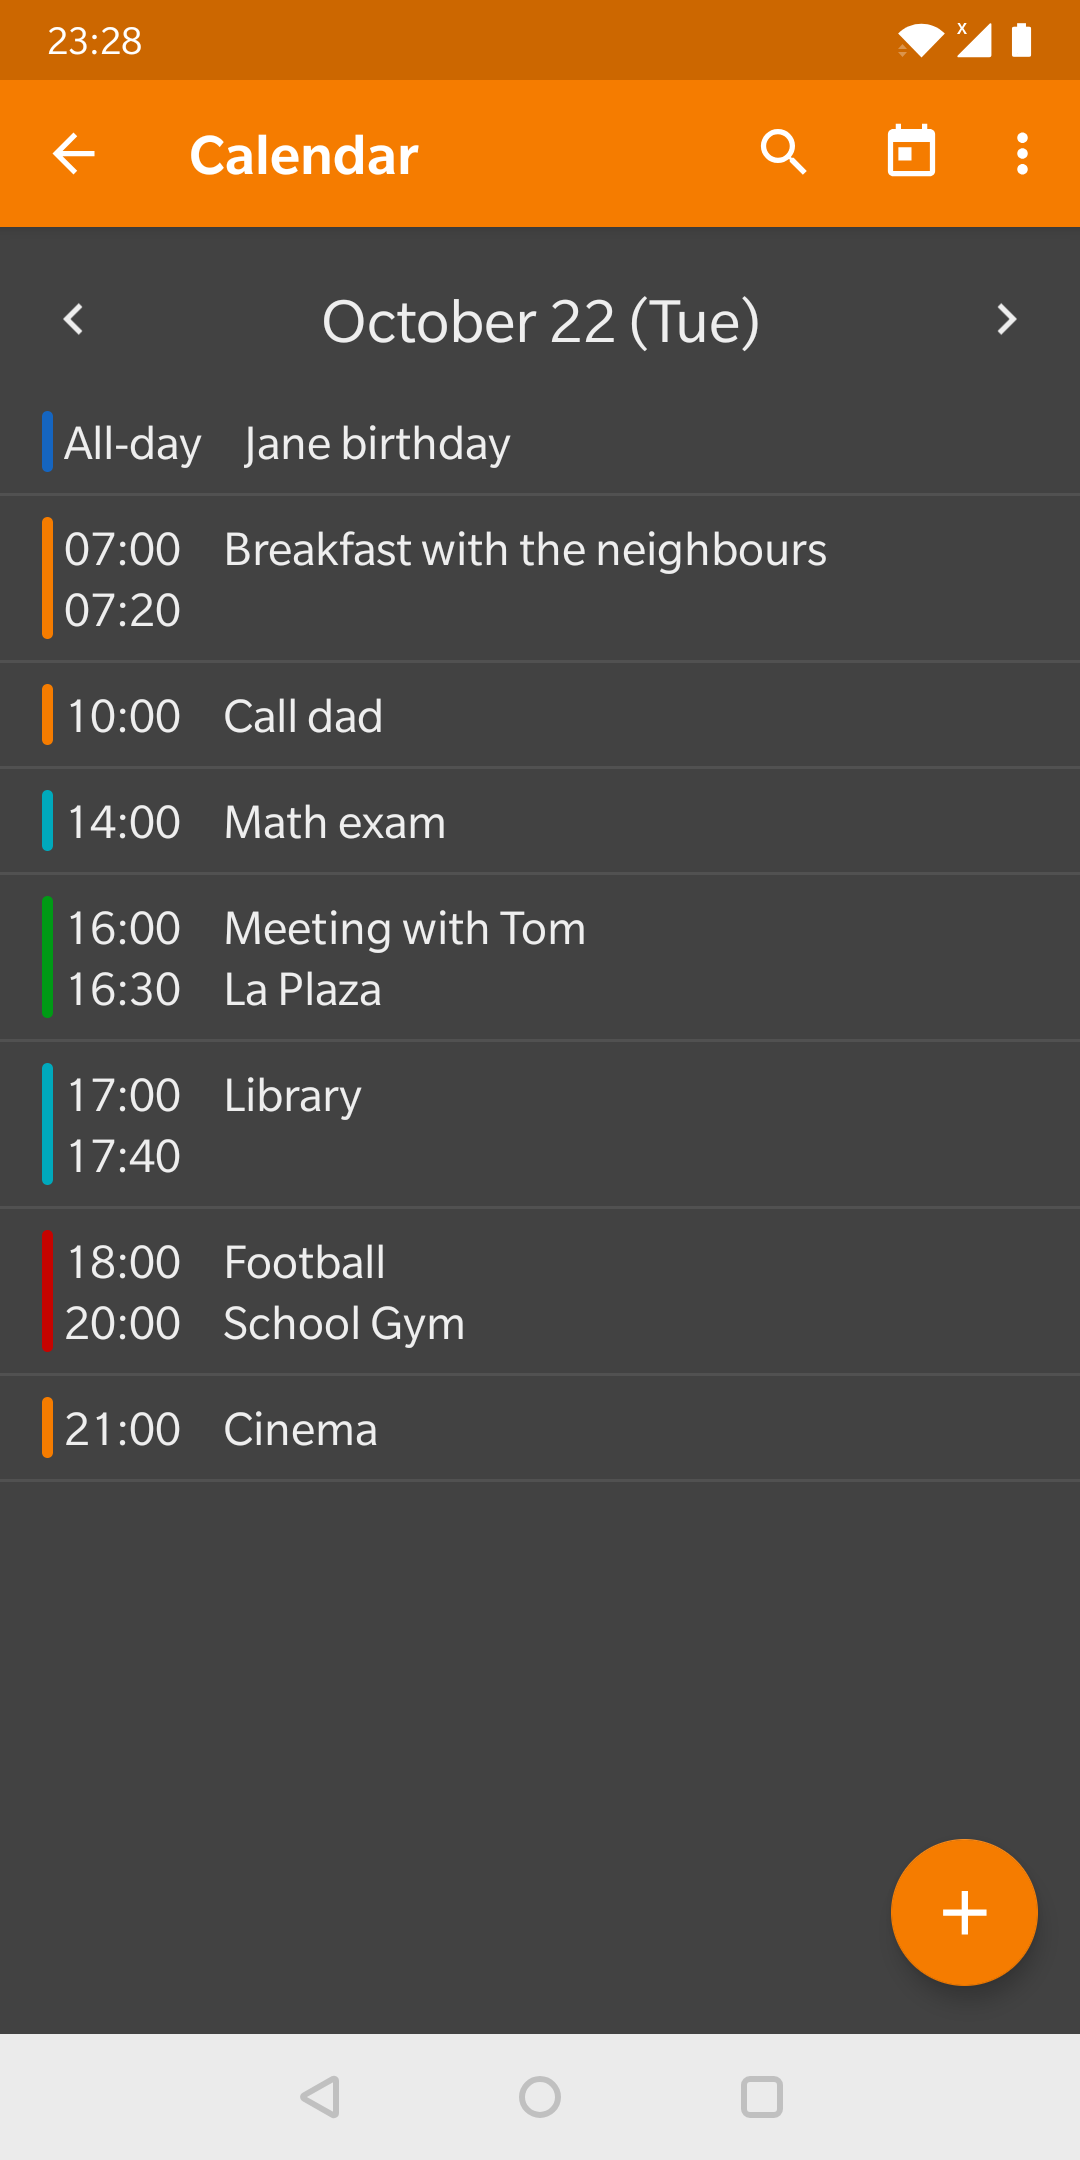 23:28
Calendar
October 22 (Tue)
All-day Jane birthday
07:00 Breakfast with the neighbours
07:20
10:00 Call dad
14:00 Math exam
16:00 Meeting with Tom
16:30 La Plaza
17:00 Library
17:40
18:00 Football
20:00 School Gym
21:00 Cinema